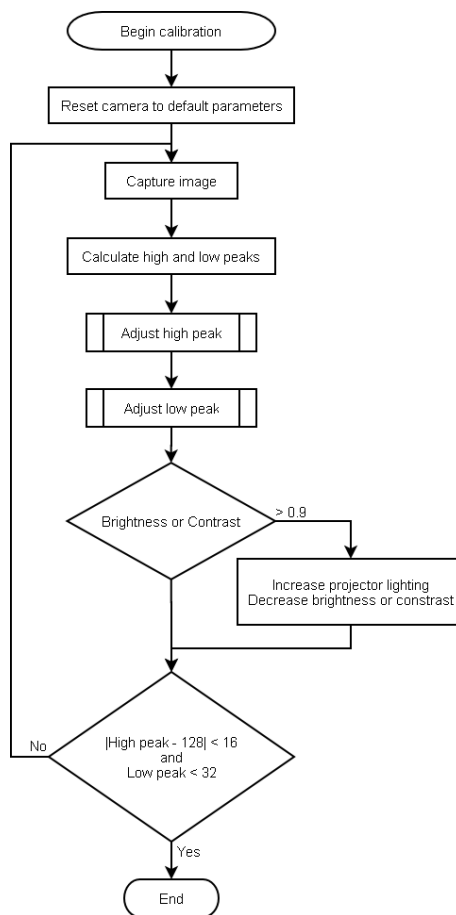 Begin calibration
Reset camera to default parameters
Capture image
Calculate high and low peaks
Adjust high peak
Adjust low peak
Brightness or Contrast
> 0.9
Increase projector lighting
Decrease brightness or constrast
|High peak - 128| < 16
and
Low peak < 32
No
Yes
End